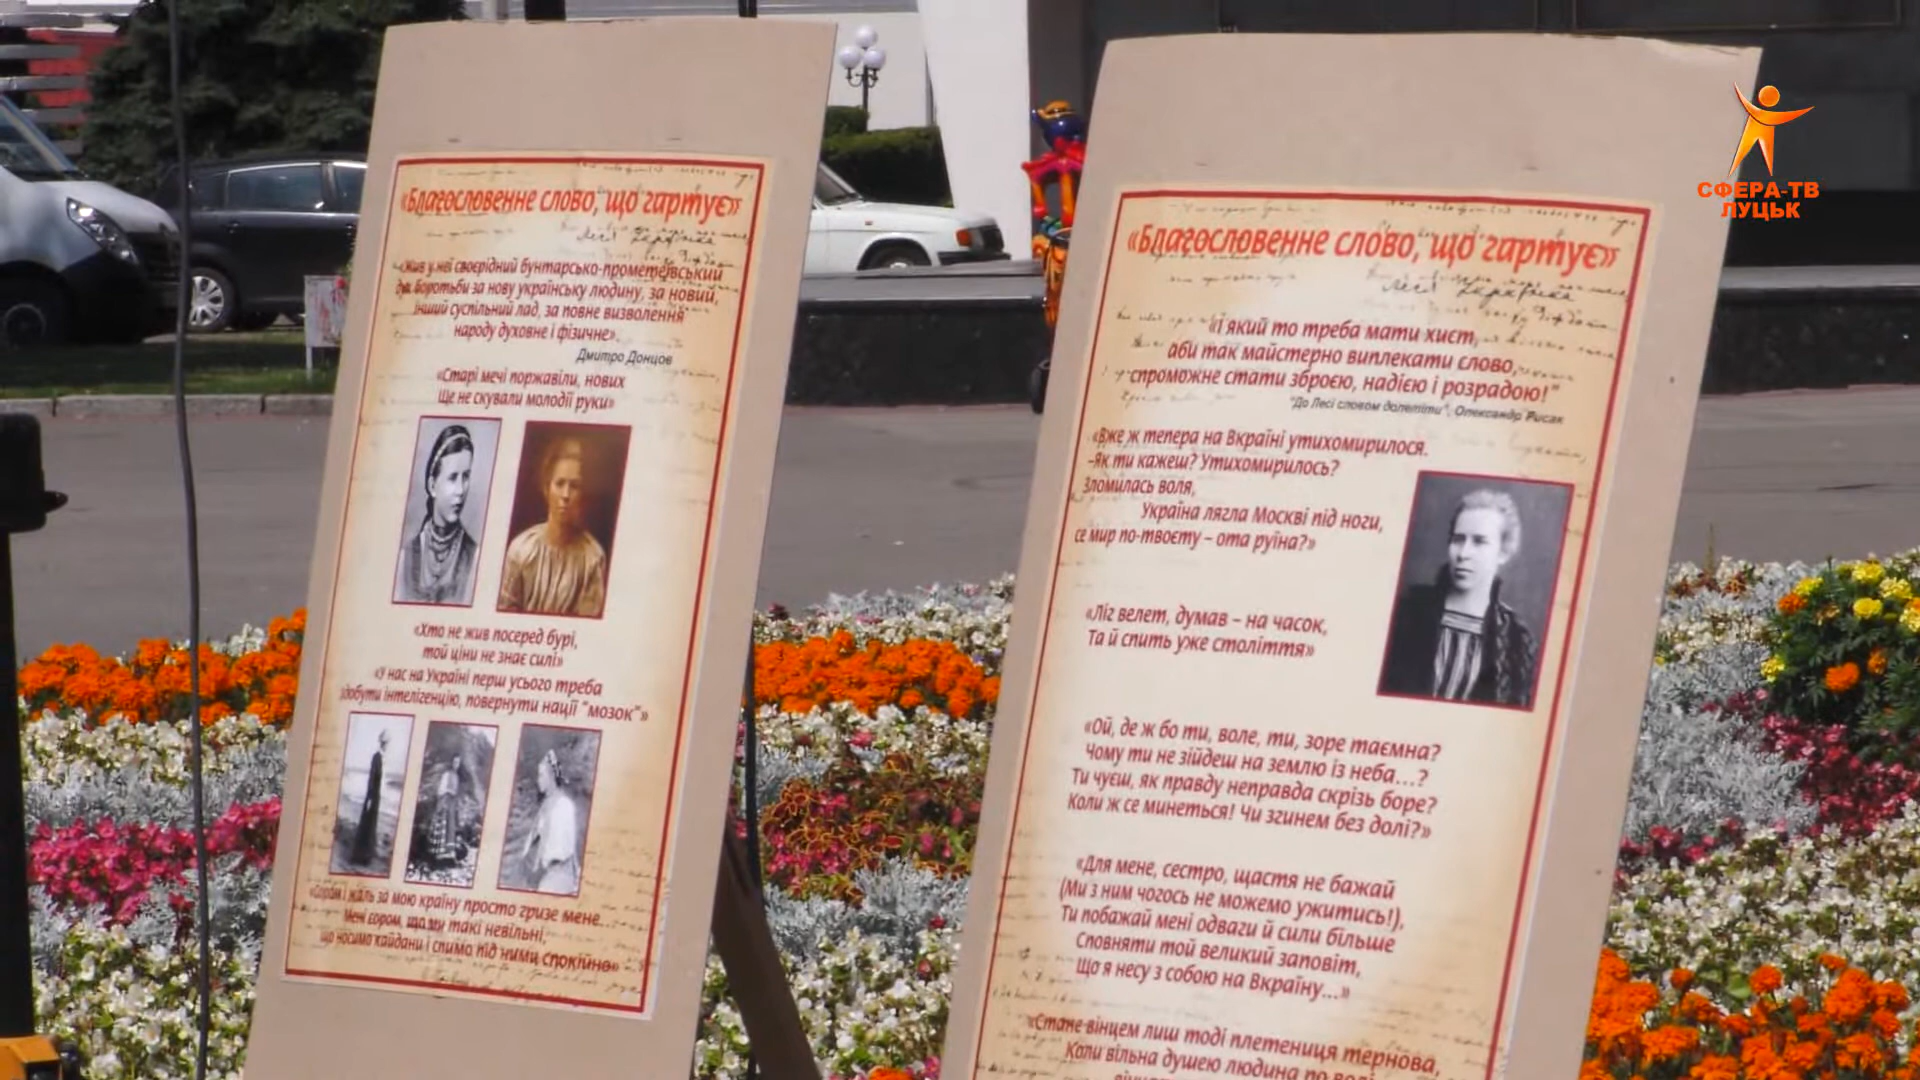 «Благословенне слово, що гартує»
Леся Українка
«Жив у неї своєрідний бунтарсько-прометеївський
дух боротьби за нову українську людину, за новий,
інший суспільний лад, за повне визволення
народу духовне і фізичне».
Дмитро Донцов
«Старі мечі поржавіли, нових
Ще не скували молодії руки»
«Хто не жив посеред бурі,
той ціни не знає силі»
«У нас на Україні перш усього треба
здобути інтелігенцію, повернути нації "мозок"»
«Сором і жаль за мою країну просто гризе мене...
Мені сором, що ми такі невільні,
що носимо кайдани і спимо під ними спокійно»
«Благословенне слово, що гартує»
Леся Українка
«І який то треба мати хист,
аби так майстерно виплекати слово,
спроможне стати зброєю, надією і розрадою!"
"До Лесі словом долетіти", Олександр Рисак
«Вже ж тепера на Вкраїні утихомирилося.
–Як ти кажеш? Утихомирилось?
Зломилась воля,
Україна лягла Москві під ноги,
се мир по-твоєму – ота руїна?»
«Ліг велет, думав – на часок,
Та й спить уже століття»
«Ой, де ж бо ти, воле, ти, зоре таємна?
Чому ти не зійдеш на землю із неба...?
Ти чуєш, як правду неправда скрізь боре?
Коли ж се минеться! Чи згинем без долі?»
«Для мене, сестро, щастя не бажай
(Ми з ним чогось не можемо ужитись!),
Ти побажай мені одваги й сили більше
Сповняти той великий заповіт,
Що я несу з собою на Вкраїну...»
«Стане вінцем лиш тоді плетениця тернова,
Коли вільна душею людина по волі
СФЕРА-ТВ
ЛУЦЬК